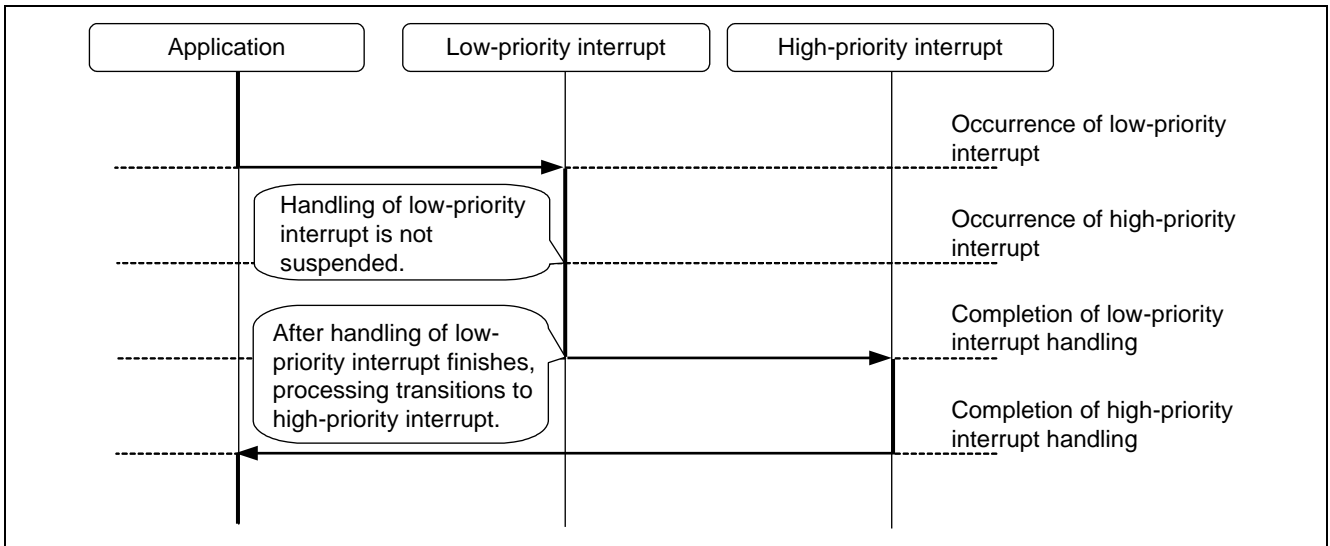 Application
Low-priority interrupt
High-priority interrupt
Occurrence of low-priority
interrupt
Handling of low-priority
interrupt is not
suspended.
Occurrence of high-priority
interrupt
After handling of low-
priority interrupt finishes,
processing transitions to
high-priority interrupt.
Completion of low-priority
interrupt handling
Completion of high-priority
interrupt handling